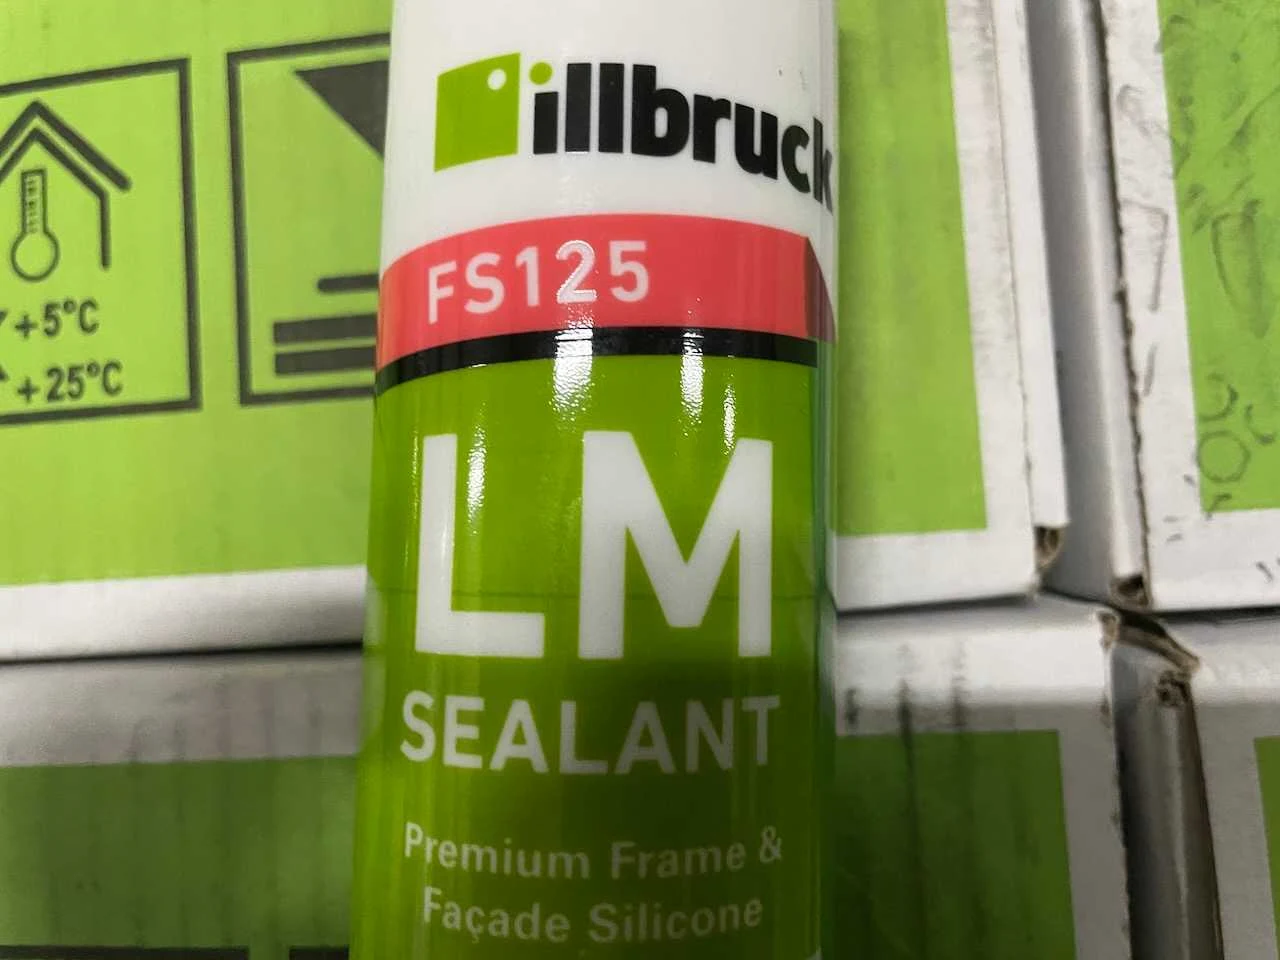 illbruck
FS125
LM
SEALANT
Premium Frame &
Façade Silicone
+5°C
+25°C